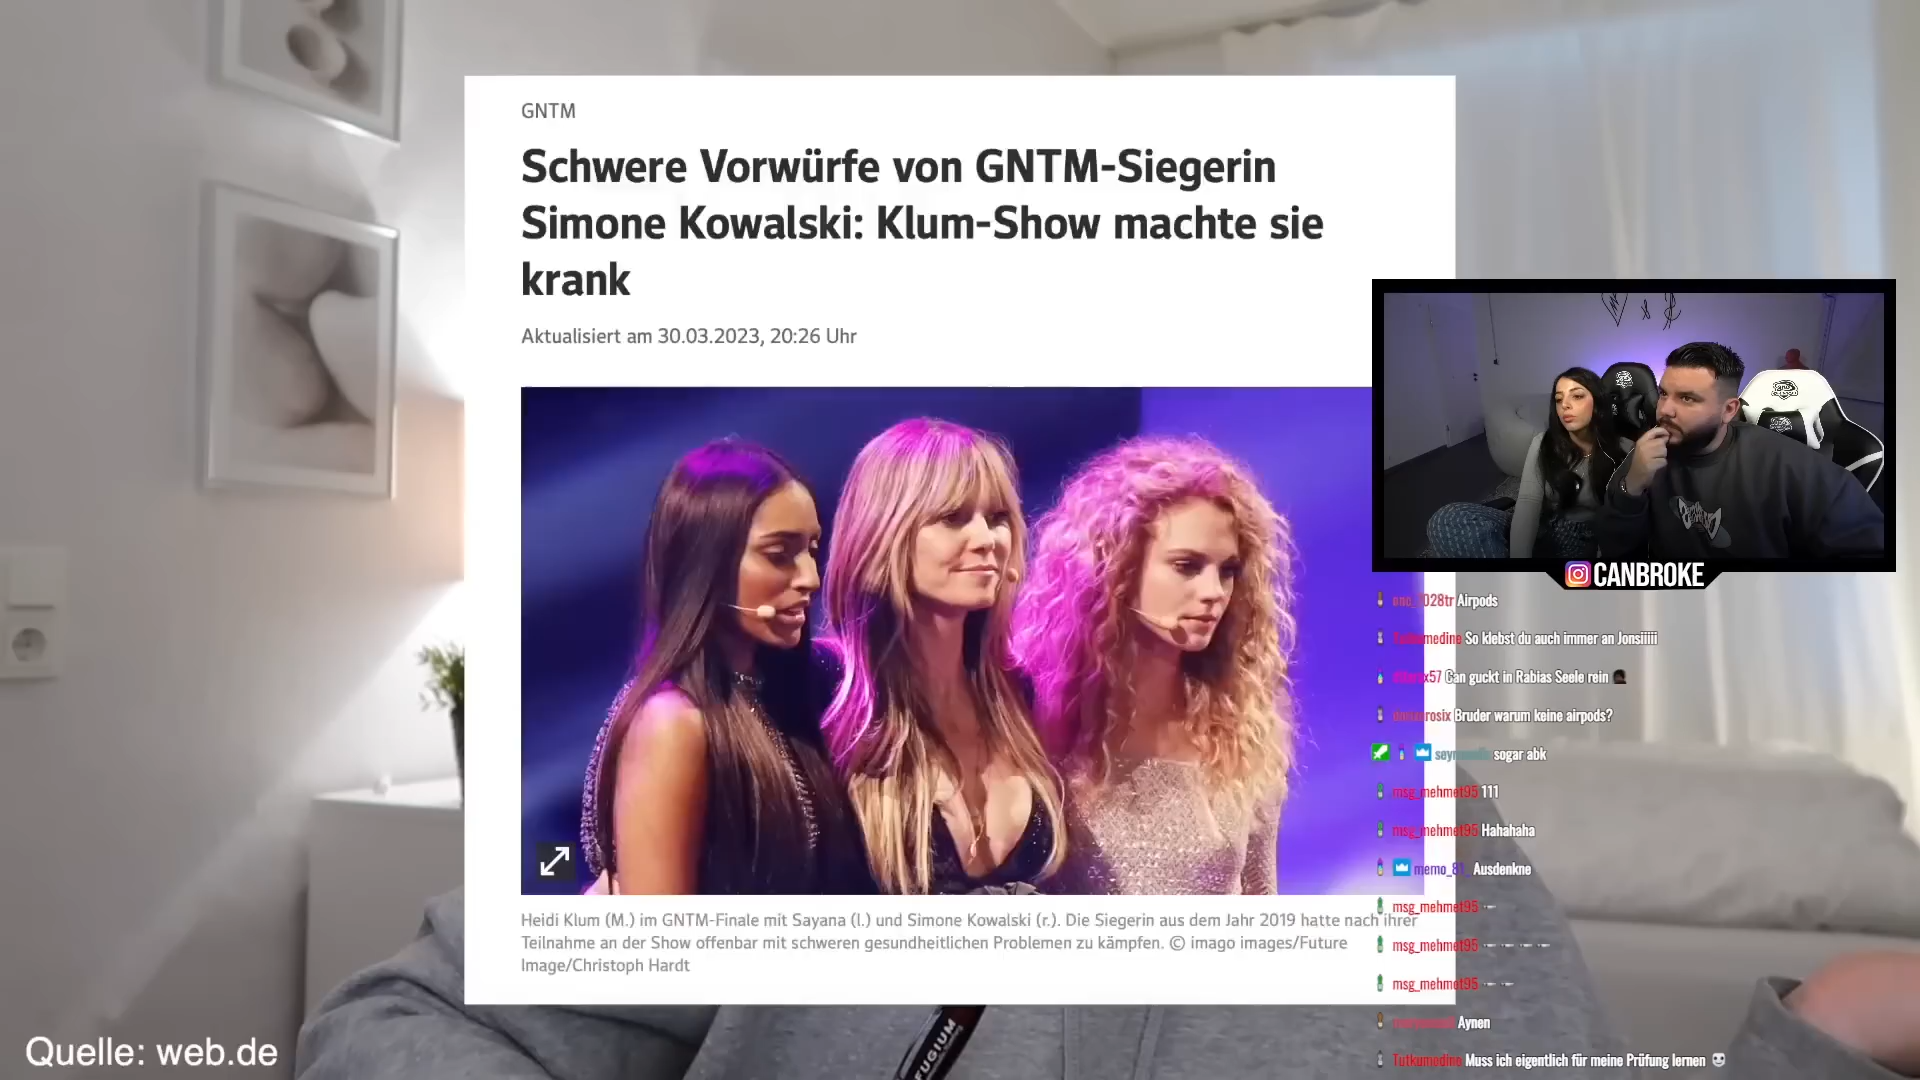 GNTM
Schwere Vorwürfe von GNTM-Siegerin
Simone Kowalski: Klum-Show machte sie
krank
Aktualisiert am 30.03.2023, 20:26 Uhr
Heidi Klum (M.) im GNTM-Finale mit Sayana (l.) und Simone Kowalski (r.). Die Siegerin aus dem Jahr 2019 hatte nach ihrer
Teilnahme an der Show offenbar mit schweren gesundheitlichen Problemen zu kämpfen. © imago images/Future
Image/Christoph Hardt
Quelle: web.de
FUGIUM
CANBROKE
Airpods
So klebst du auch immer an Jonsiiiii
Can guckt in Rabias Seele rein
Bruder warum keine airpods?
sogar abk
msg_mehmet95 111
msg_mehmet95 Hahahaha
memo_81_ Ausdenkne
msg_mehmet95
msg_mehmet95
msg_mehmet95
Aynen
Tutkumedine Muss ich eigentlich für meine Prüfung lernen